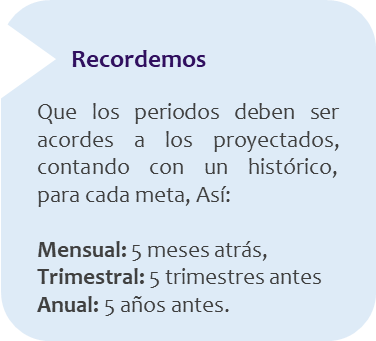 Recordemos
Que los periodos deben ser
acordes a los proyectados,
contando con un histórico,
para cada meta, Así:
Mensual: 5 meses atrás,
Trimestral: 5 trimestres antes
Anual: 5 años antes.